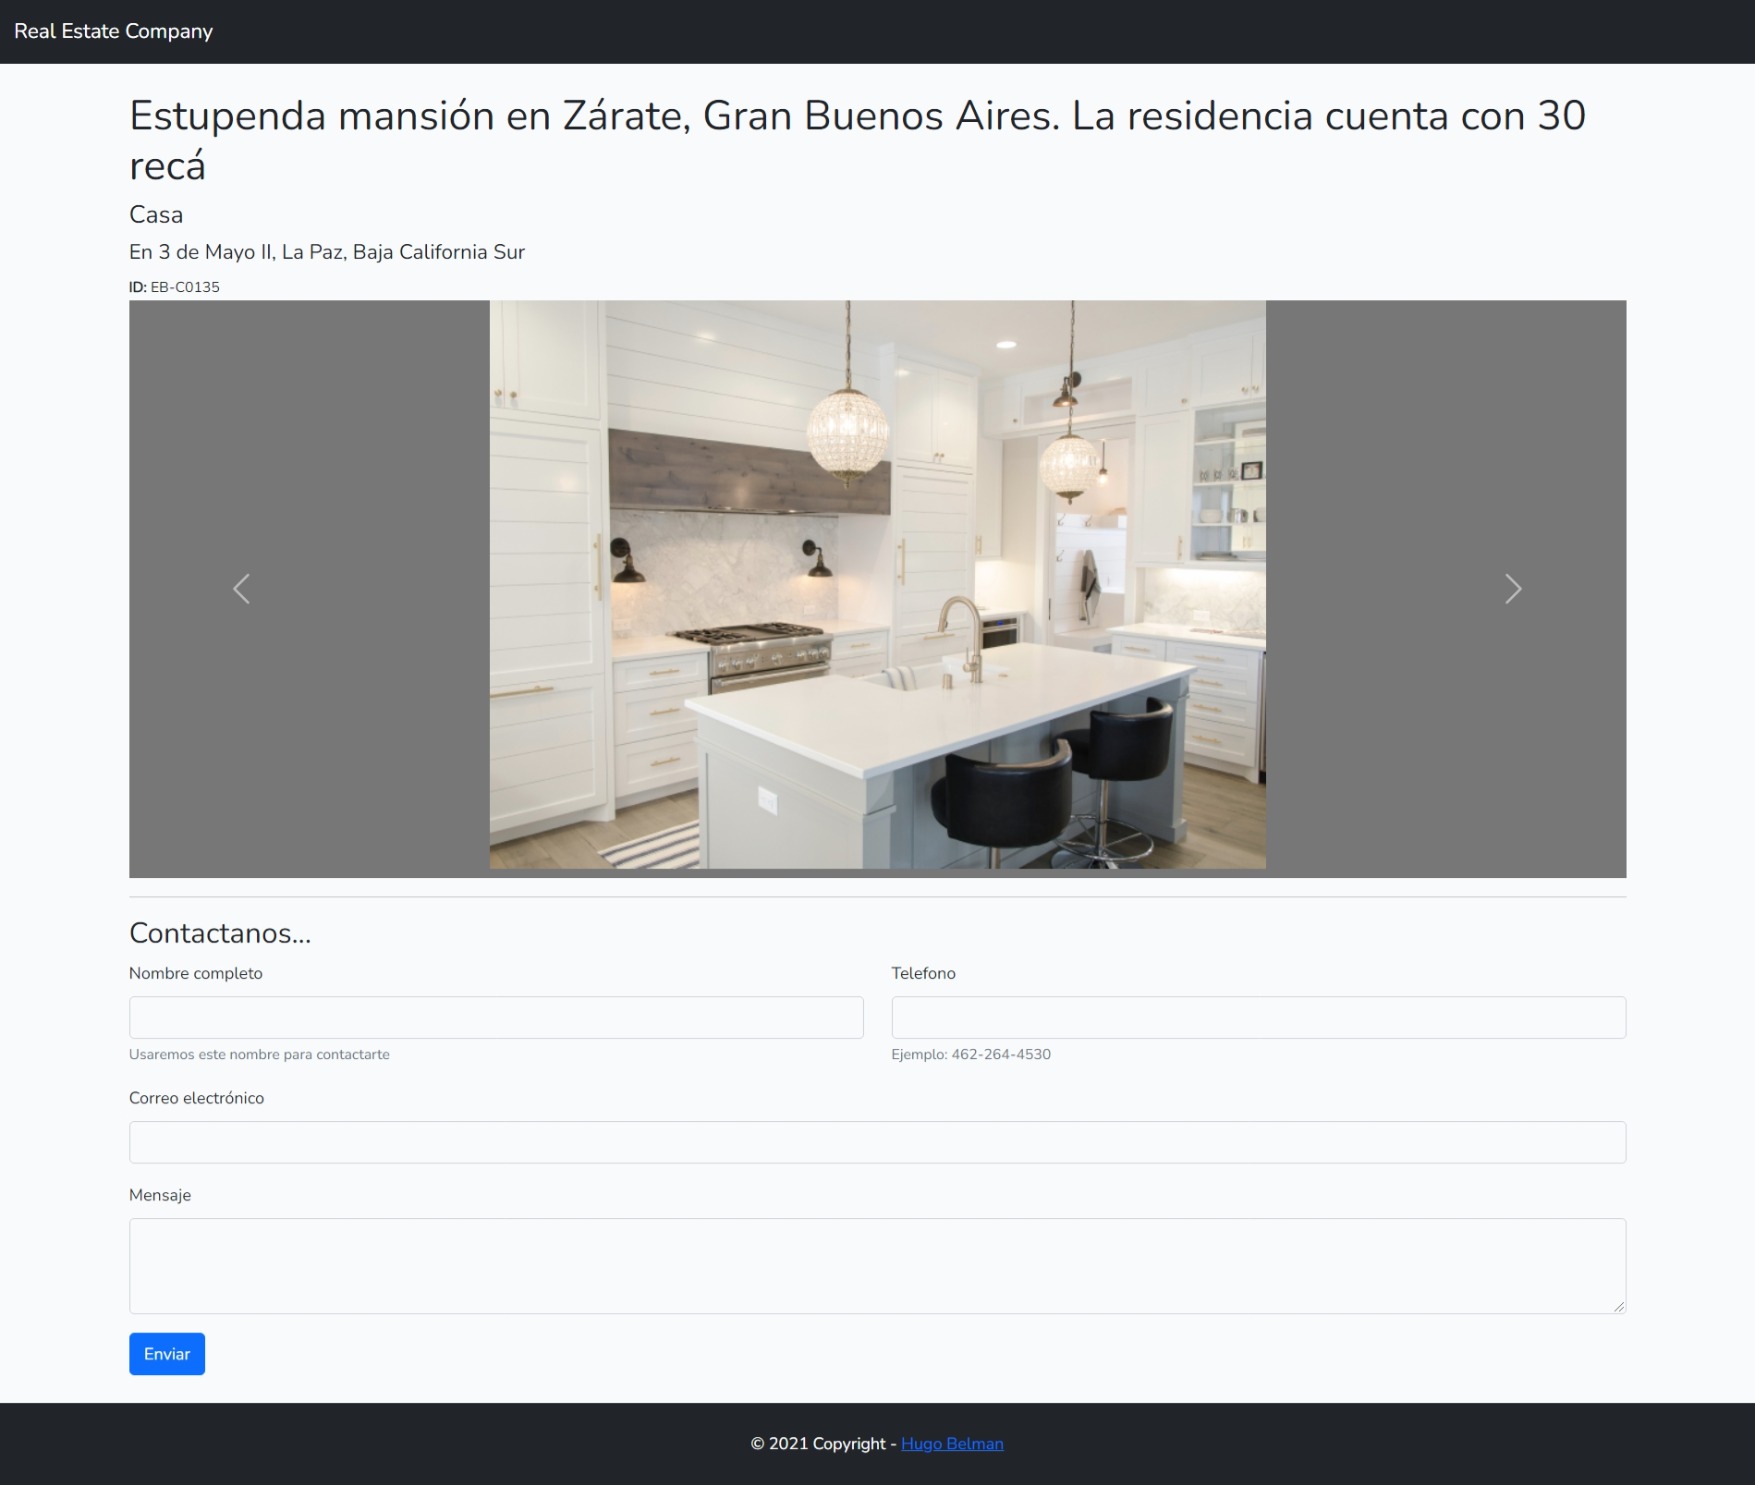 Real Estate Company
Estupenda mansión en Zárate, Gran Buenos Aires. La residencia cuenta con 30
recá
Casa
En 3 de Mayo II, La Paz, Baja California Sur
ID: EB-C0135
Contactanos...
Nombre completo
Telefono
Usaremos este nombre para contactarte
Ejemplo: 462-264-4530
Correo electrónico
Mensaje
Enviar
© 2021 Copyright - Hugo Belman